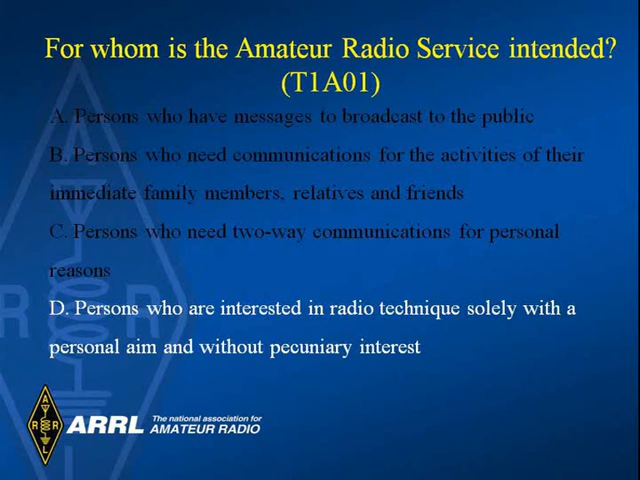 For whom is the Amateur Radio Service intended?
(T1A01)
A. Persons who have messages to broadcast to the public
B. Persons who need communications for the activities of their
immediate family members, relatives and friends
C. Persons who need two-way communications for personal
reasons
D. Persons who are interested in radio technique solely with a
personal aim and without pecuniary interest
A
R R
L
ARRL The national association for
AMATEUR RADIO